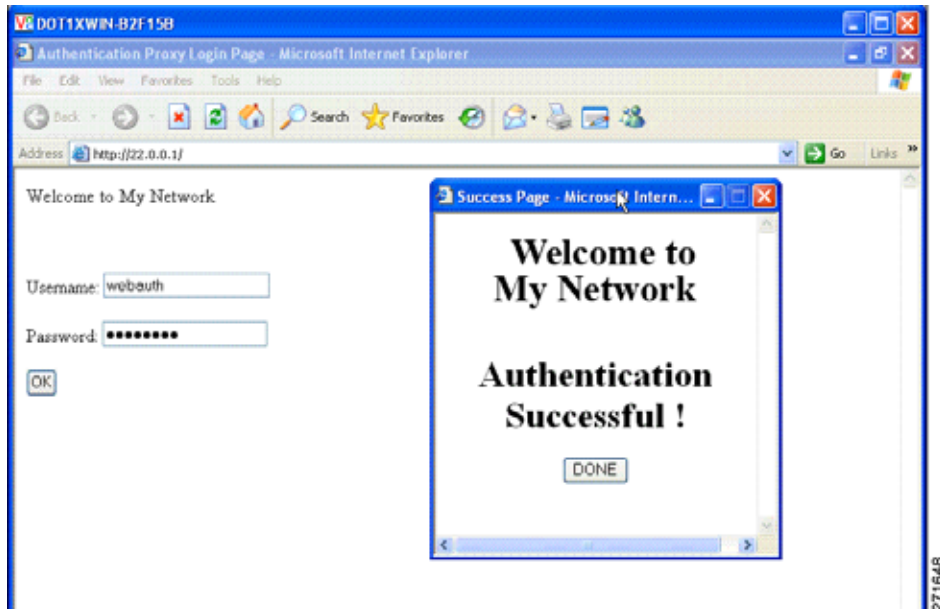 DOT1XWIN-B2F15B
Authentication Proxy Login Page - Microsoft Internet Explorer
File Edit View Favorites Tools Help
Back Search Favorites
Address http://22.0.0.1/ Go Links »
Welcome to My Network
Username: webauth
Password: ●●●●●●●●
OK
Success Page - Microsoft Intern...
Welcome to
My Network
Authentication
Successful !
DONE
271648